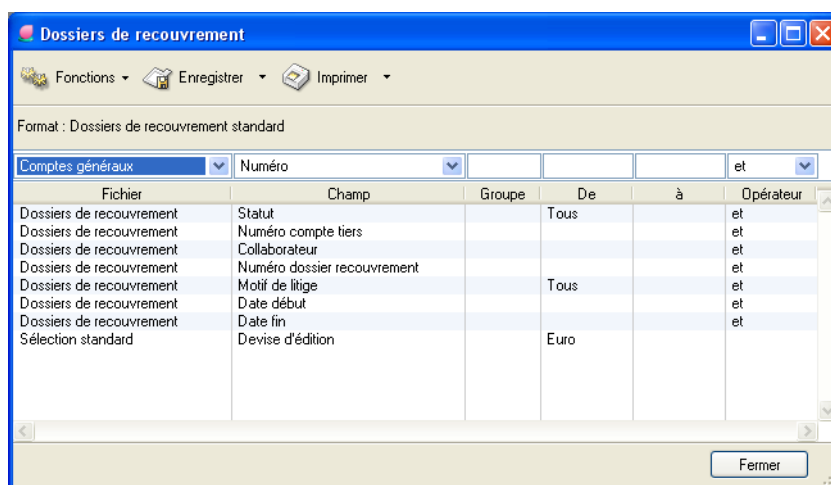 Dossiers de recouvrement
Fonctions Enregistrer Imprimer
Format : Dossiers de recouvrement standard
Comptes généraux Numéro et
Fichier Champ Groupe De à Opérateur
Dossiers de recouvrement Statut Tous et
Dossiers de recouvrement Numéro compte tiers et
Dossiers de recouvrement Collaborateur et
Dossiers de recouvrement Numéro dossier recouvrement et
Dossiers de recouvrement Motif de litige Tous et
Dossiers de recouvrement Date début et
Dossiers de recouvrement Date fin et
Sélection standard Devise d'édition Euro
Fermer